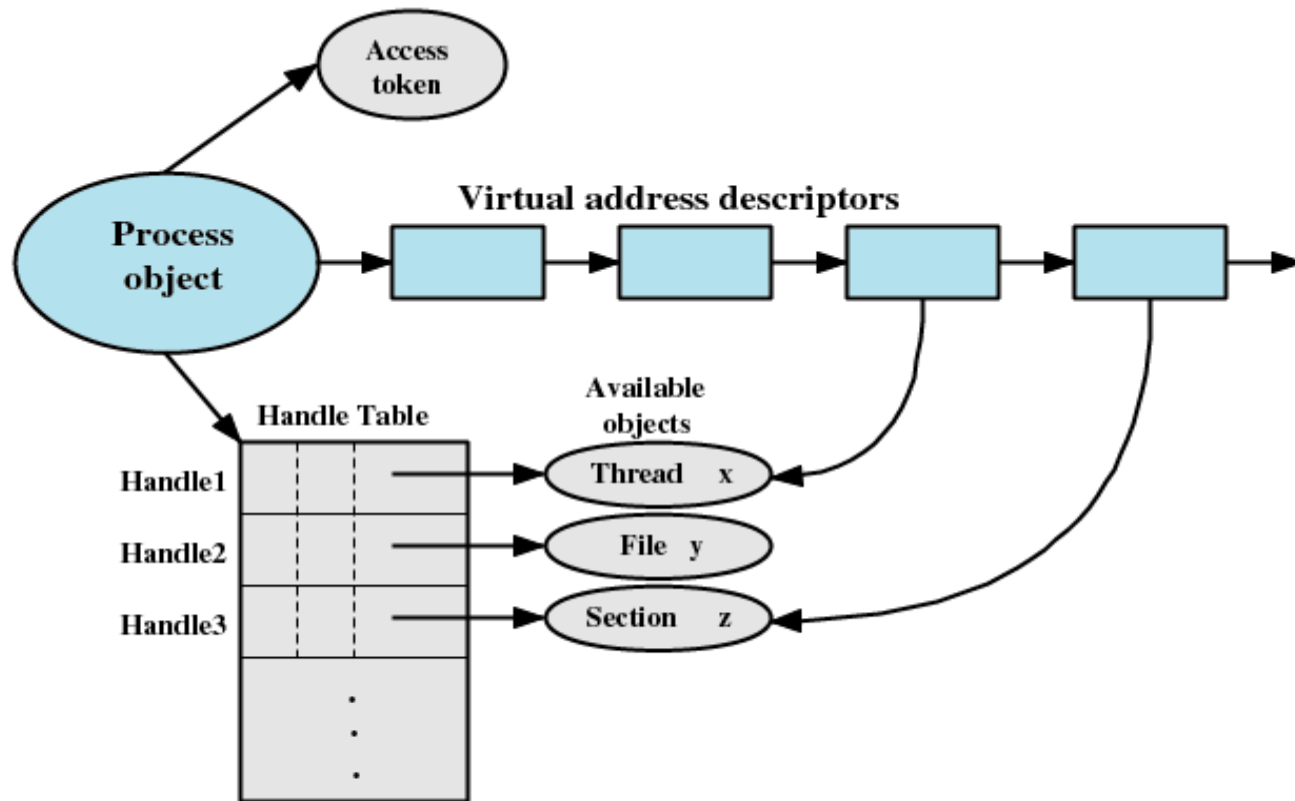 Access
token
Virtual address descriptors
Process
object
Available
objects
Handle Table
Handle1
Thread x
Handle2
File y
Handle3
Section z